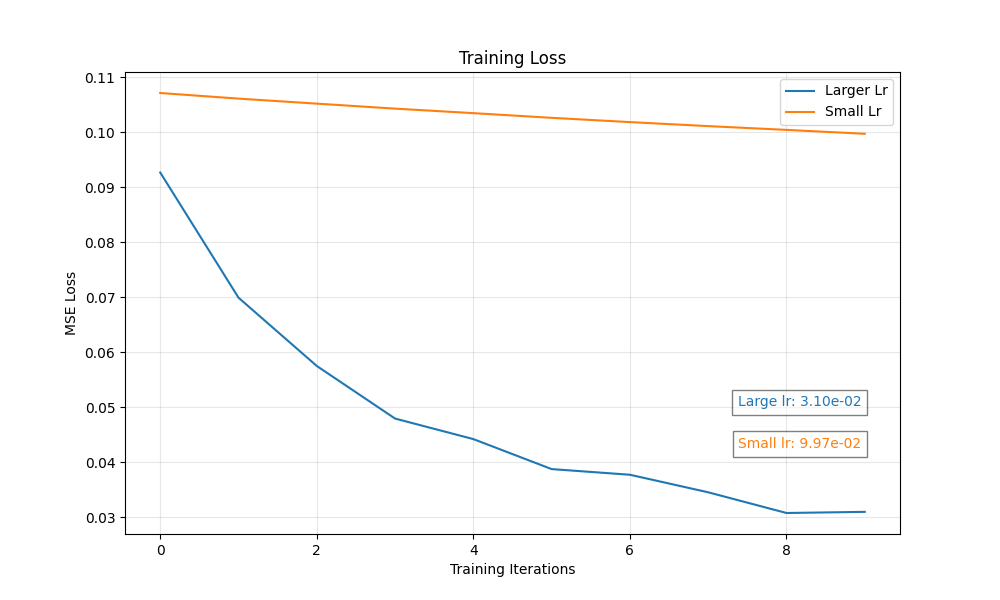 Training Loss
Larger Lr
Small Lr
0.11
0.10
0.09
0.08
0.07
0.06
0.05
0.04
0.03
MSE Loss
Large lr: 3.10e-02
Small lr: 9.97e-02
0
2
4
6
8
Training Iterations